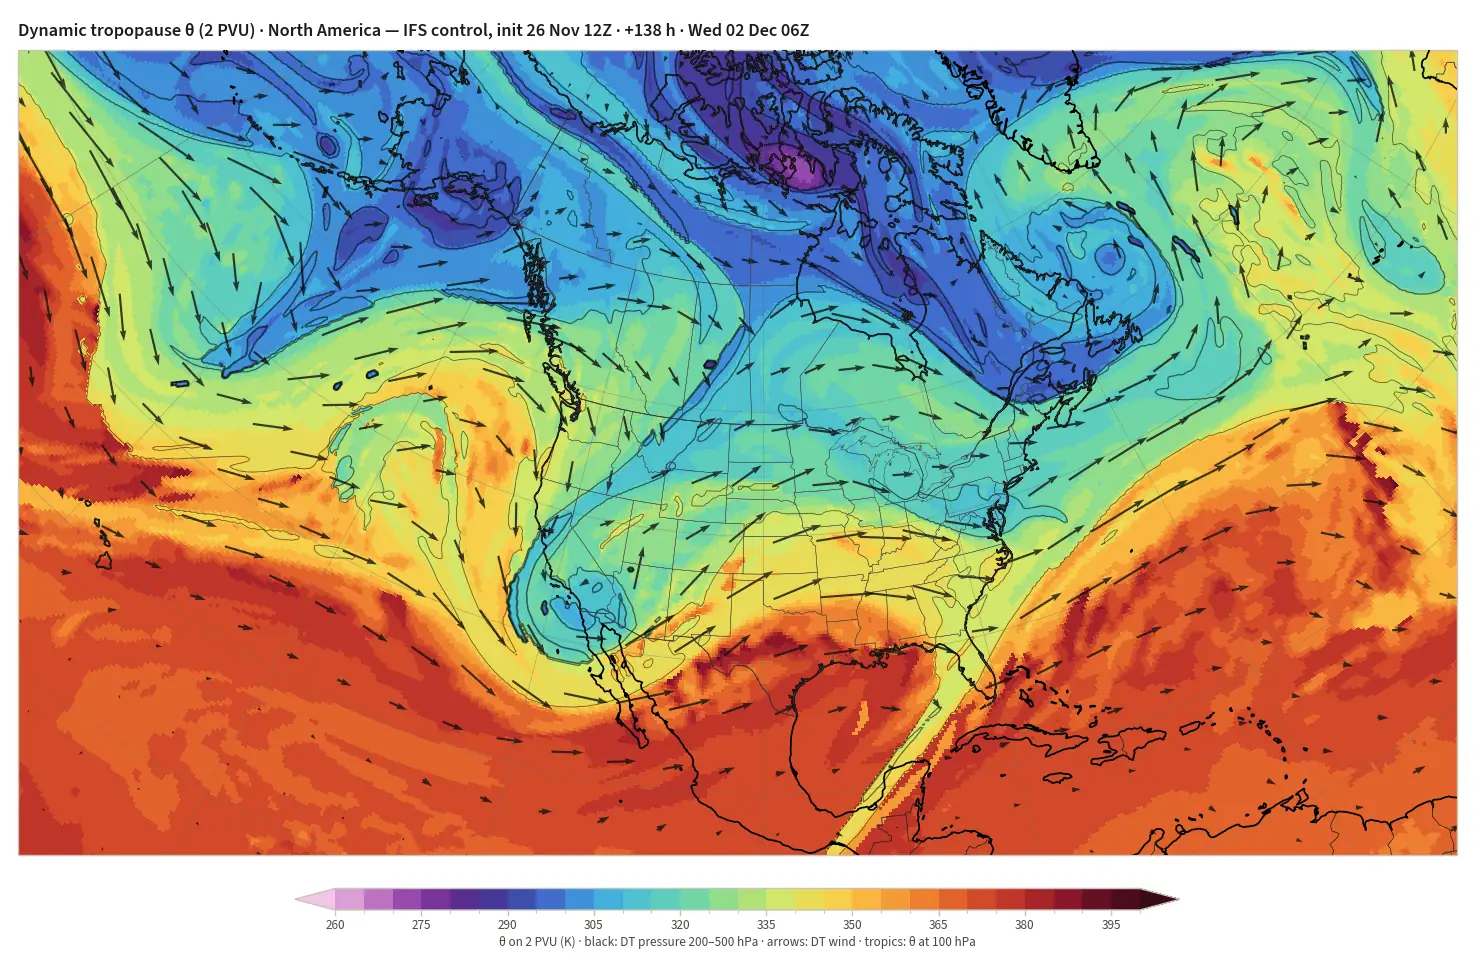 Dynamic tropopause θ (2 PVU) · North America — IFS control, init 26 Nov 12Z · +138 h · Wed 02 Dec 06Z
260 275 290 305 320 335 350 365 380 395
θ on 2 PVU (K) · black: DT pressure 200–500 hPa · arrows: DT wind · tropics: θ at 100 hPa